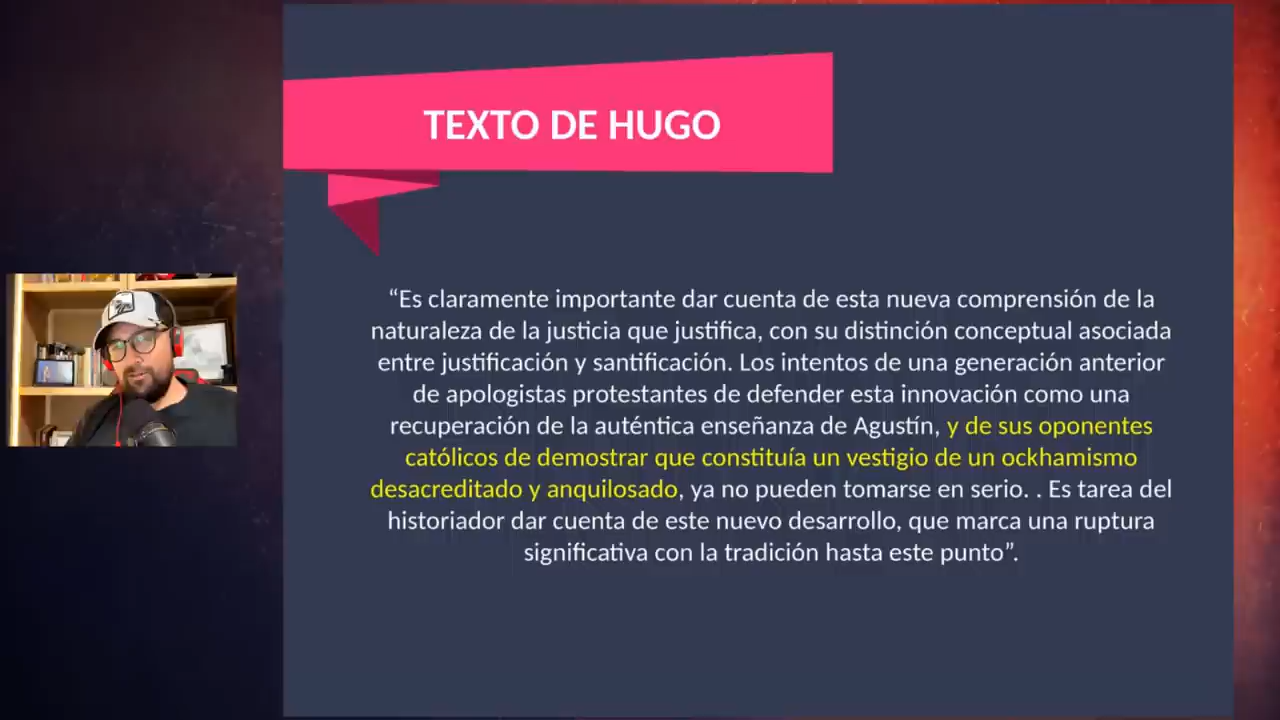 TEXTO DE HUGO
“Es claramente importante dar cuenta de esta nueva comprensión de la
naturaleza de la justicia que justifica, con su distinción conceptual asociada
entre justificación y santificación. Los intentos de una generación anterior
de apologistas protestantes de defender esta innovación como una
recuperación de la auténtica enseñanza de Agustín, y de sus oponentes
católicos de demostrar que constituía un vestigio de un ockhamismo
desacreditado y anquilosado, ya no pueden tomarse en serio. . Es tarea del
historiador dar cuenta de este nuevo desarrollo, que marca una ruptura
significativa con la tradición hasta este punto”.